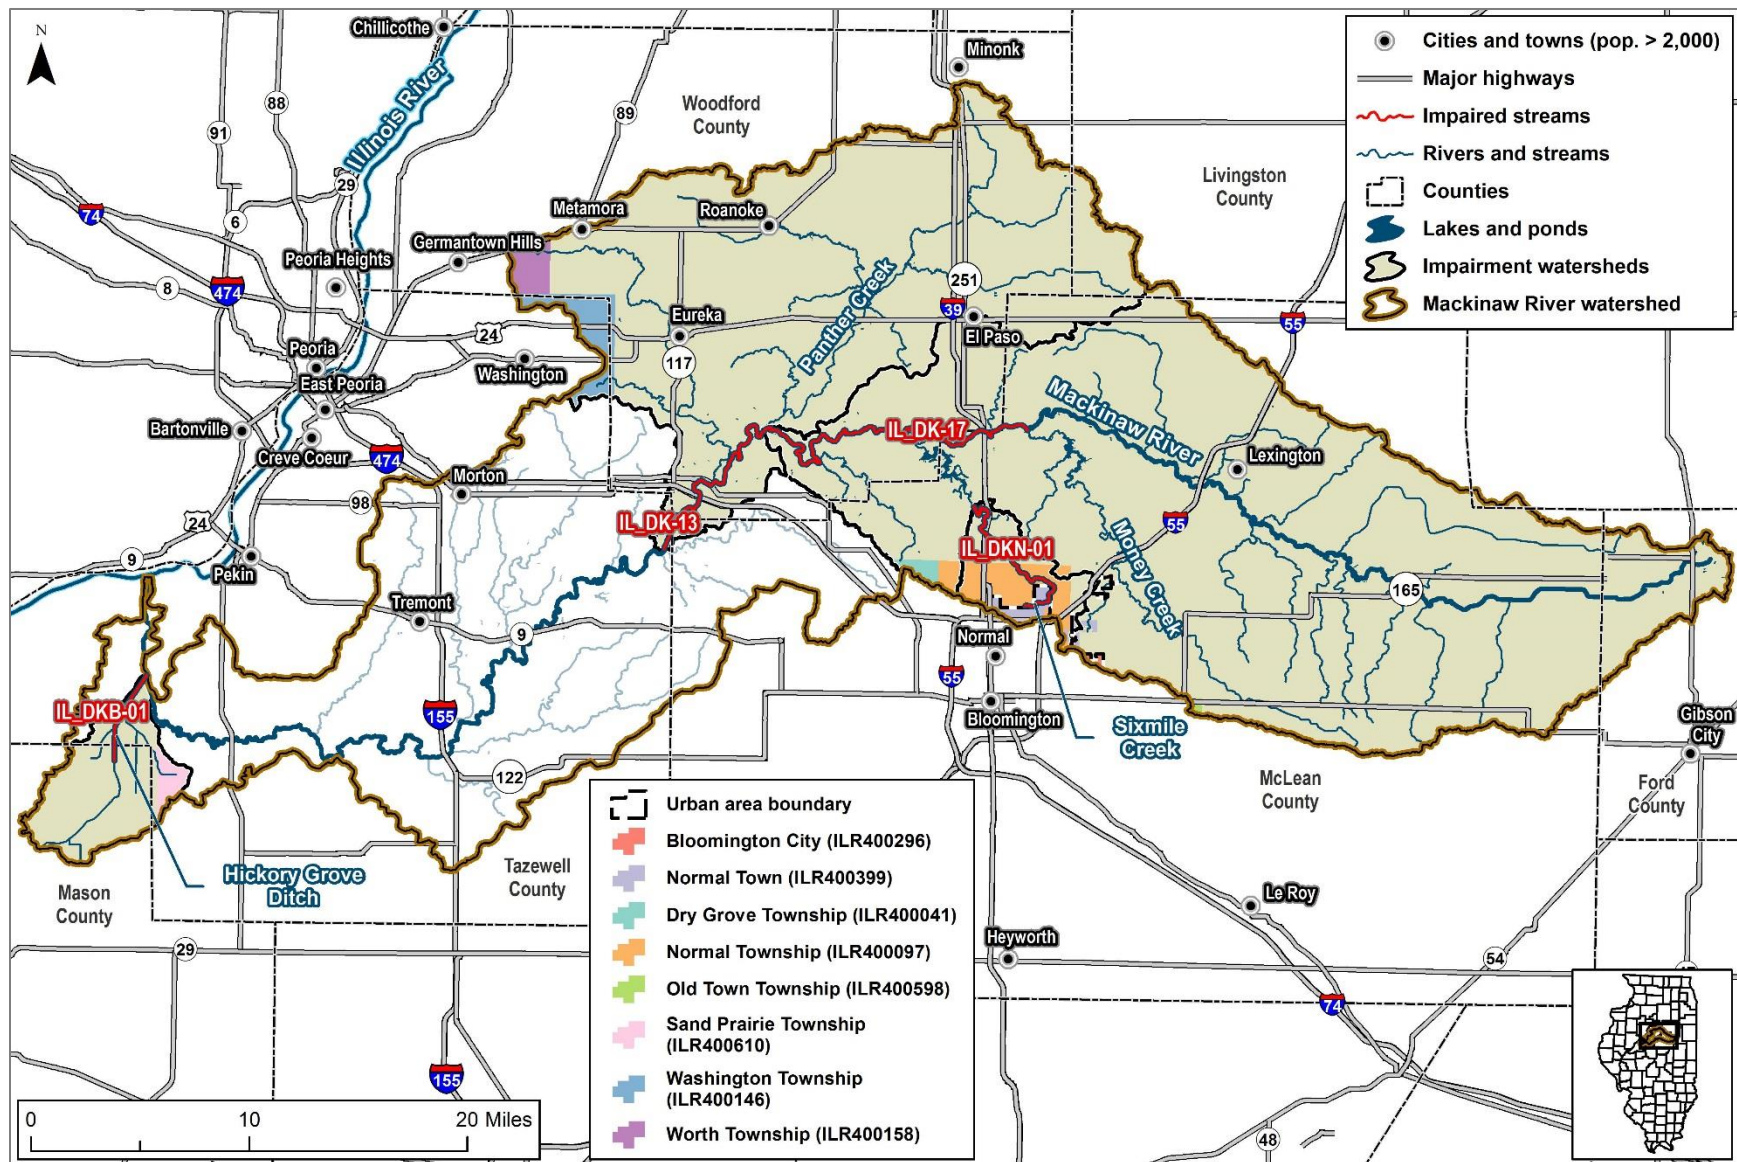 N
Chillicothe
Minonk
Cities and towns (pop. > 2,000)
Major highways
Impaired streams
Rivers and streams
Counties
Lakes and ponds
Impairment watersheds
Mackinaw River watershed
88
91
89
Woodford
County
Illinois River
29
Livingston
County
74
6
Metamora
Roanoke
Germantown Hills
Peoria Heights
8
474
251
39
El Paso
55
Panther Creek
Eureka
24
117
Peoria
Washington
East Peoria
Bartonville
Creve Coeur
474
IL_DK-17
Mackinaw River
Lexington
Morton
98
24
IL_DK-13
55
Money Creek
IL_DKN-01
9
Pekin
Tremont
165
9
Normal
55
IL_DKB-01
155
Bloomington
Sixmile
Creek
Gibson
City
122
McLean
County
Ford
County
Hickory Grove
Ditch
Mason
County
Tazewell
County
Urban area boundary
Bloomington City (ILR400296)
Normal Town (ILR400399)
Dry Grove Township (ILR400041)
Normal Township (ILR400097)
Old Town Township (ILR400598)
Sand Prairie Township
(ILR400610)
Washington Township
(ILR400146)
Worth Township (ILR400158)
Le Roy
Heyworth
29
54
74
155
48
0 10 20 Miles